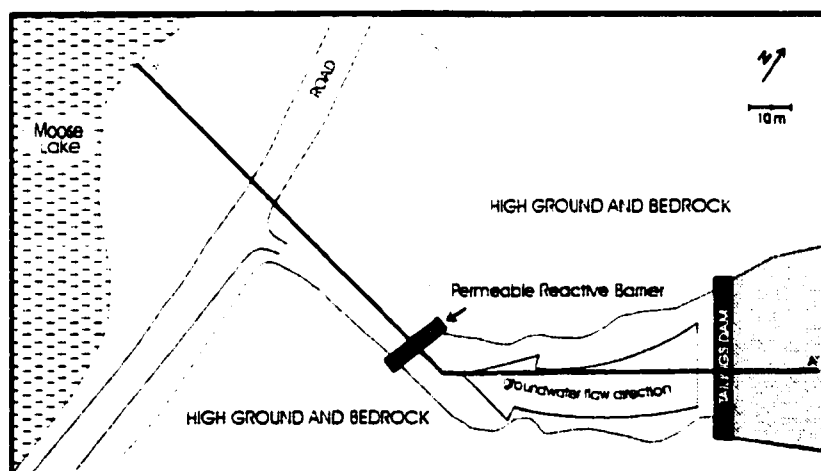 Moose
Lake
ROAD
N
10 m
HIGH GROUND AND BEDROCK
Permeable Reactive Barrier
TAILINGS DAM
groundwater flow direction
HIGH GROUND AND BEDROCK